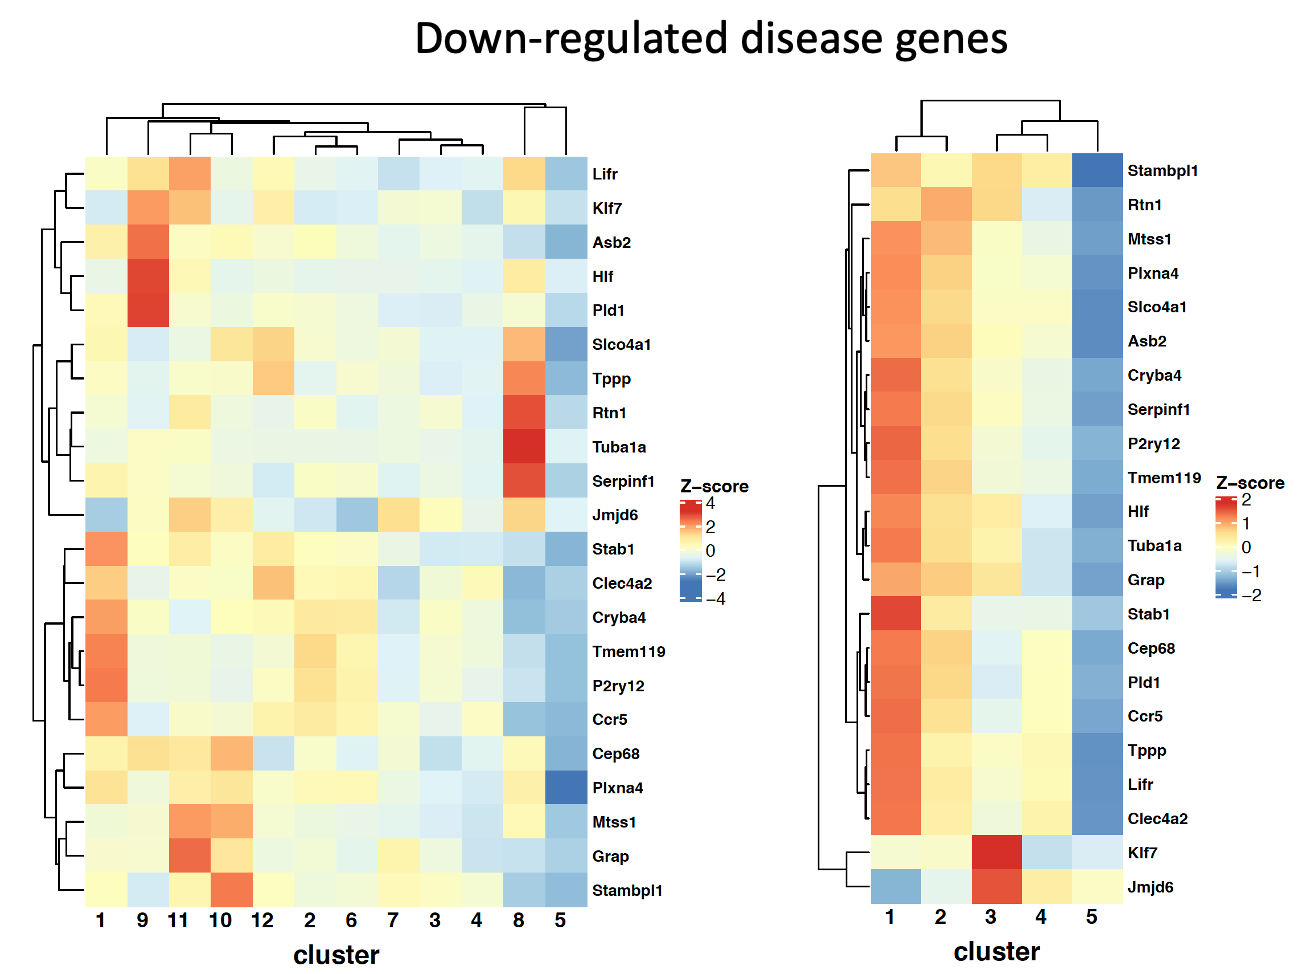 Down-regulated disease genes
Lifr
Klf7
Asb2
Hlf
Pld1
Slco4a1
Tppp
Rtn1
Tuba1a
Serpinf1
Jmjd6
Stab1
Clec4a2
Cryba4
Tmem119
P2ry12
Ccr5
Cep68
Plxna4
Mtss1
Grap
Stambpl1
1 9 11 10 12 2 6 7 3 4 8 5
cluster
Z-score
4
2
0
-2
-4
Stambpl1
Rtn1
Mtss1
Plxna4
Slco4a1
Asb2
Cryba4
Serpinf1
P2ry12
Tmem119
Hlf
Tuba1a
Grap
Stab1
Cep68
Pld1
Ccr5
Tppp
Lifr
Clec4a2
Klf7
Jmjd6
1 2 3 4 5
cluster
Z-score
2
1
0
-1
-2